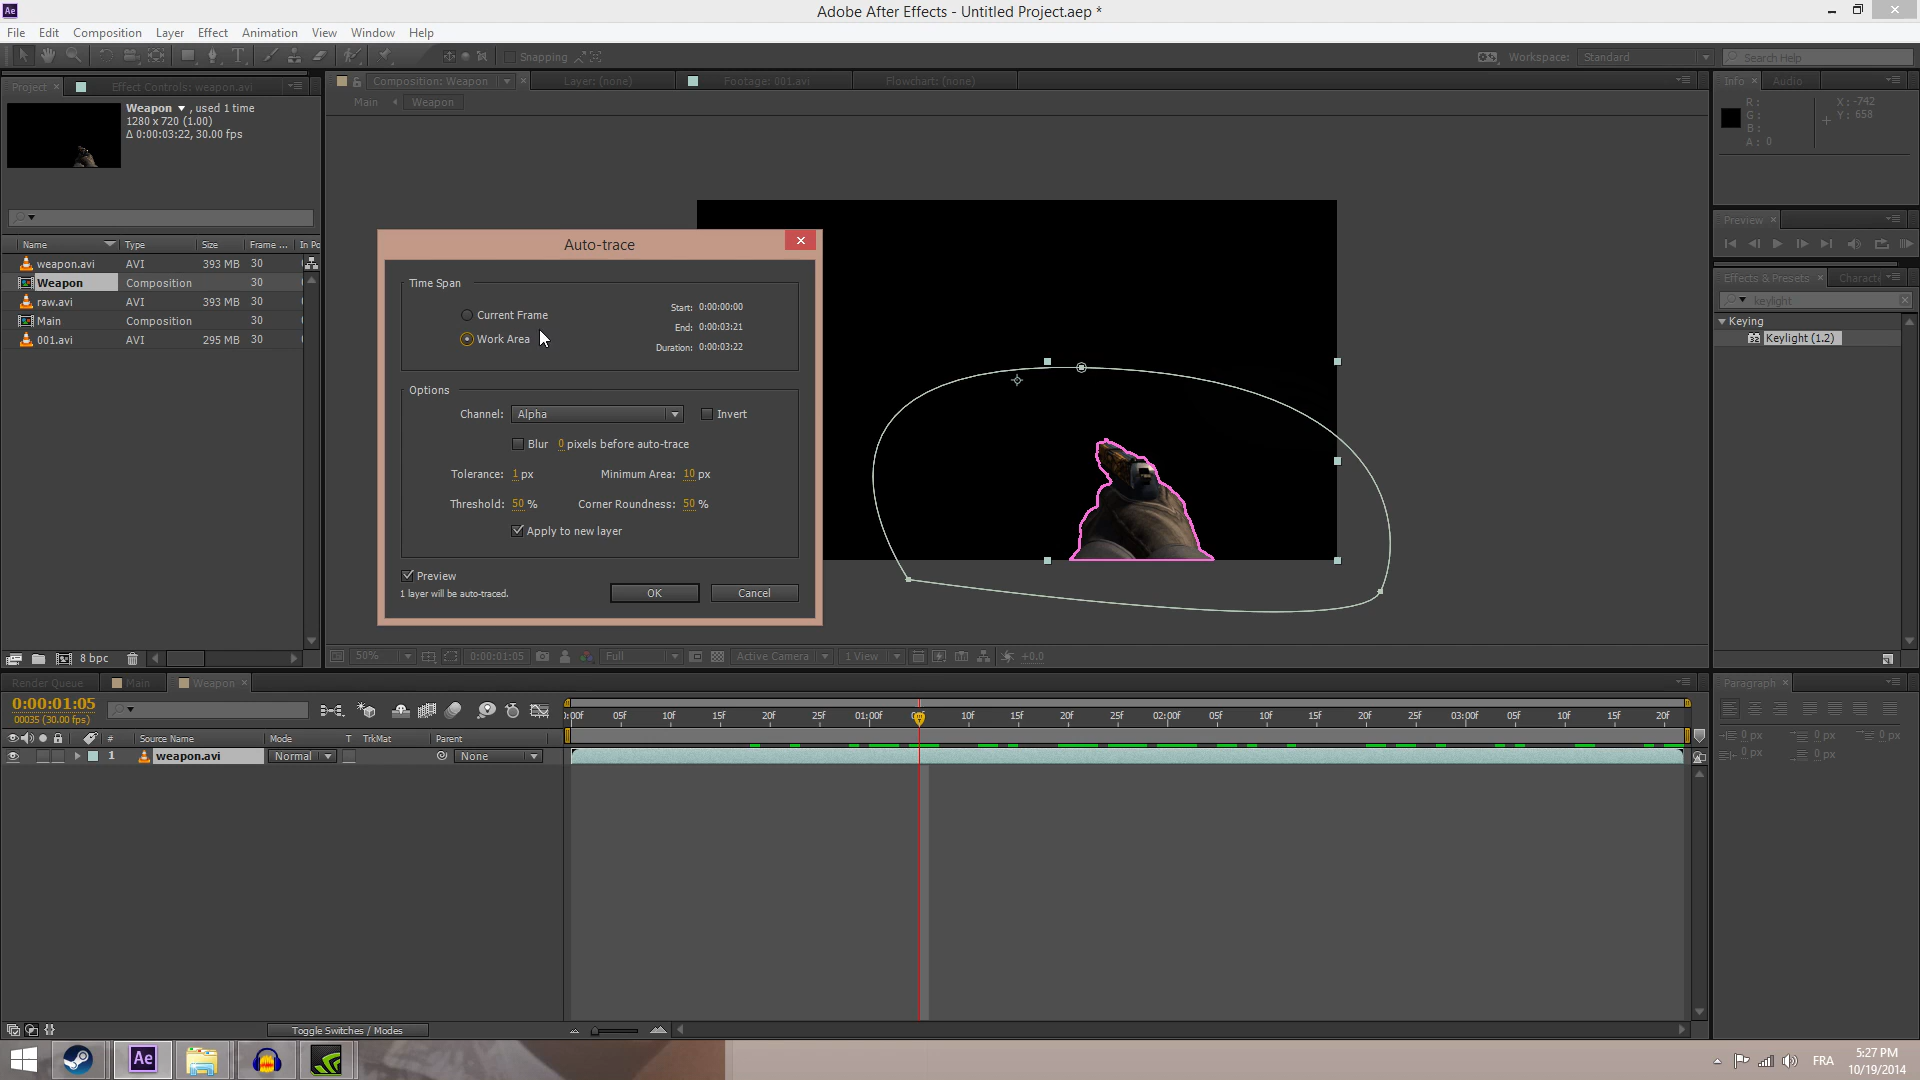 Ae
Adobe After Effects - Untitled Project.aep *
File Edit Composition Layer Effect Animation View Window Help
Snapping
Workspace: Standard
Search Help
Project
Effect Controls: weapon.avi
Composition: Weapon
Layer: (none)
Footage: 001.avi
Flowchart: (none)
Info
Audio
Main
Weapon
Weapon , used 1 time
1280 x 720 (1.00)
Δ 0:00:03:22, 30.00 fps
R :
G :
B :
A : 0
X : -742
Y : 658
Preview
Name Type Size Frame ... In Po
weapon.avi AVI 393 MB 30
Weapon Composition 30
raw.avi AVI 393 MB 30
Main Composition 30
001.avi AVI 295 MB 30
Effects & Presets
Charact
keylight
Keying
32 Keylight (1.2)
Auto-trace
Time Span
Current Frame
Work Area
Start: 0:00:00:00
End: 0:00:03:21
Duration: 0:00:03:22
Options
Channel: Alpha
Invert
Blur 0 pixels before auto-trace
Tolerance: 1 px
Minimum Area: 10 px
Threshold: 50 %
Corner Roundness: 50 %
Apply to new layer
Preview
1 layer will be auto-traced.
OK
Cancel
8 bpc
50%
0:00:01:05
Full
Active Camera
1 View
+0.0
Render Queue
Main
Weapon
Paragraph
0:00:01:05
00035 (30.00 fps)
:00f 05f 10f 15f 20f 25f 01:00f 10f 15f 20f 25f 02:00f 05f 10f 15f 20f 25f 03:00f 05f 10f 15f 20f
# Source Name Mode T TrkMat Parent
1 weapon.avi Normal None
0 px 0 px 0 px
0 px 0 px
Toggle Switches / Modes
Ae
FRA
5:27 PM
10/19/2014